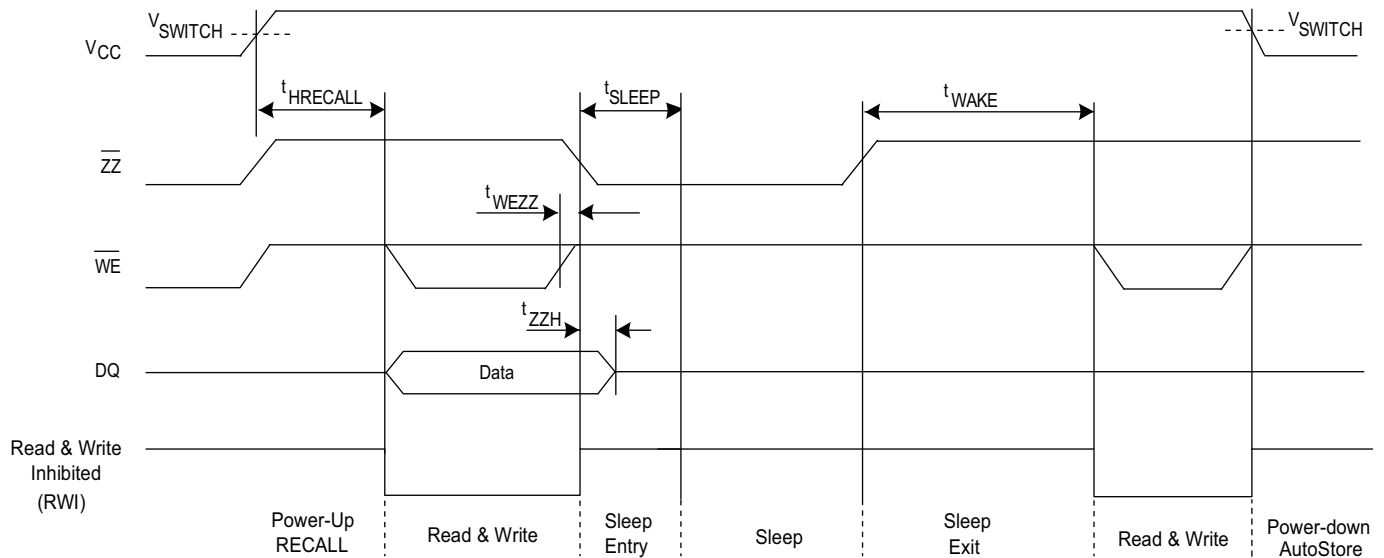 VSWITCH
VSWITCH
VCC
tHRECALL
tSLEEP
tWAKE
ZZ
tWEZZ
WE
tZZH
DQ
Data
Read & Write
Inhibited
(RWI)
Power-Up
RECALL
Read & Write
Sleep
Entry
Sleep
Sleep
Exit
Read & Write
Power-down
AutoStore